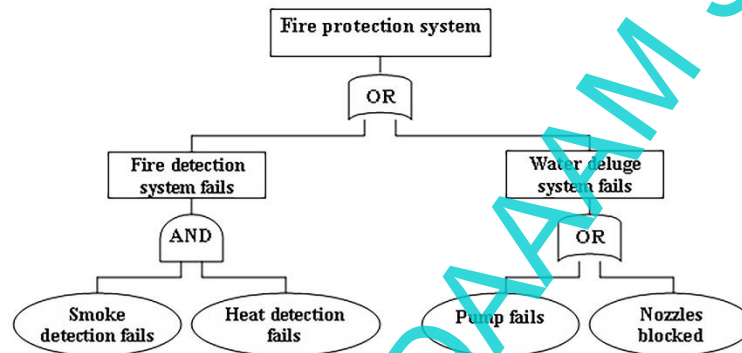 Fire protection system
OR
Fire detection
system fails
Water deluge
system fails
AND
OR
Smoke
detection fails
Heat detection
fails
Pump fails
Nozzles
blocked
DAAAM